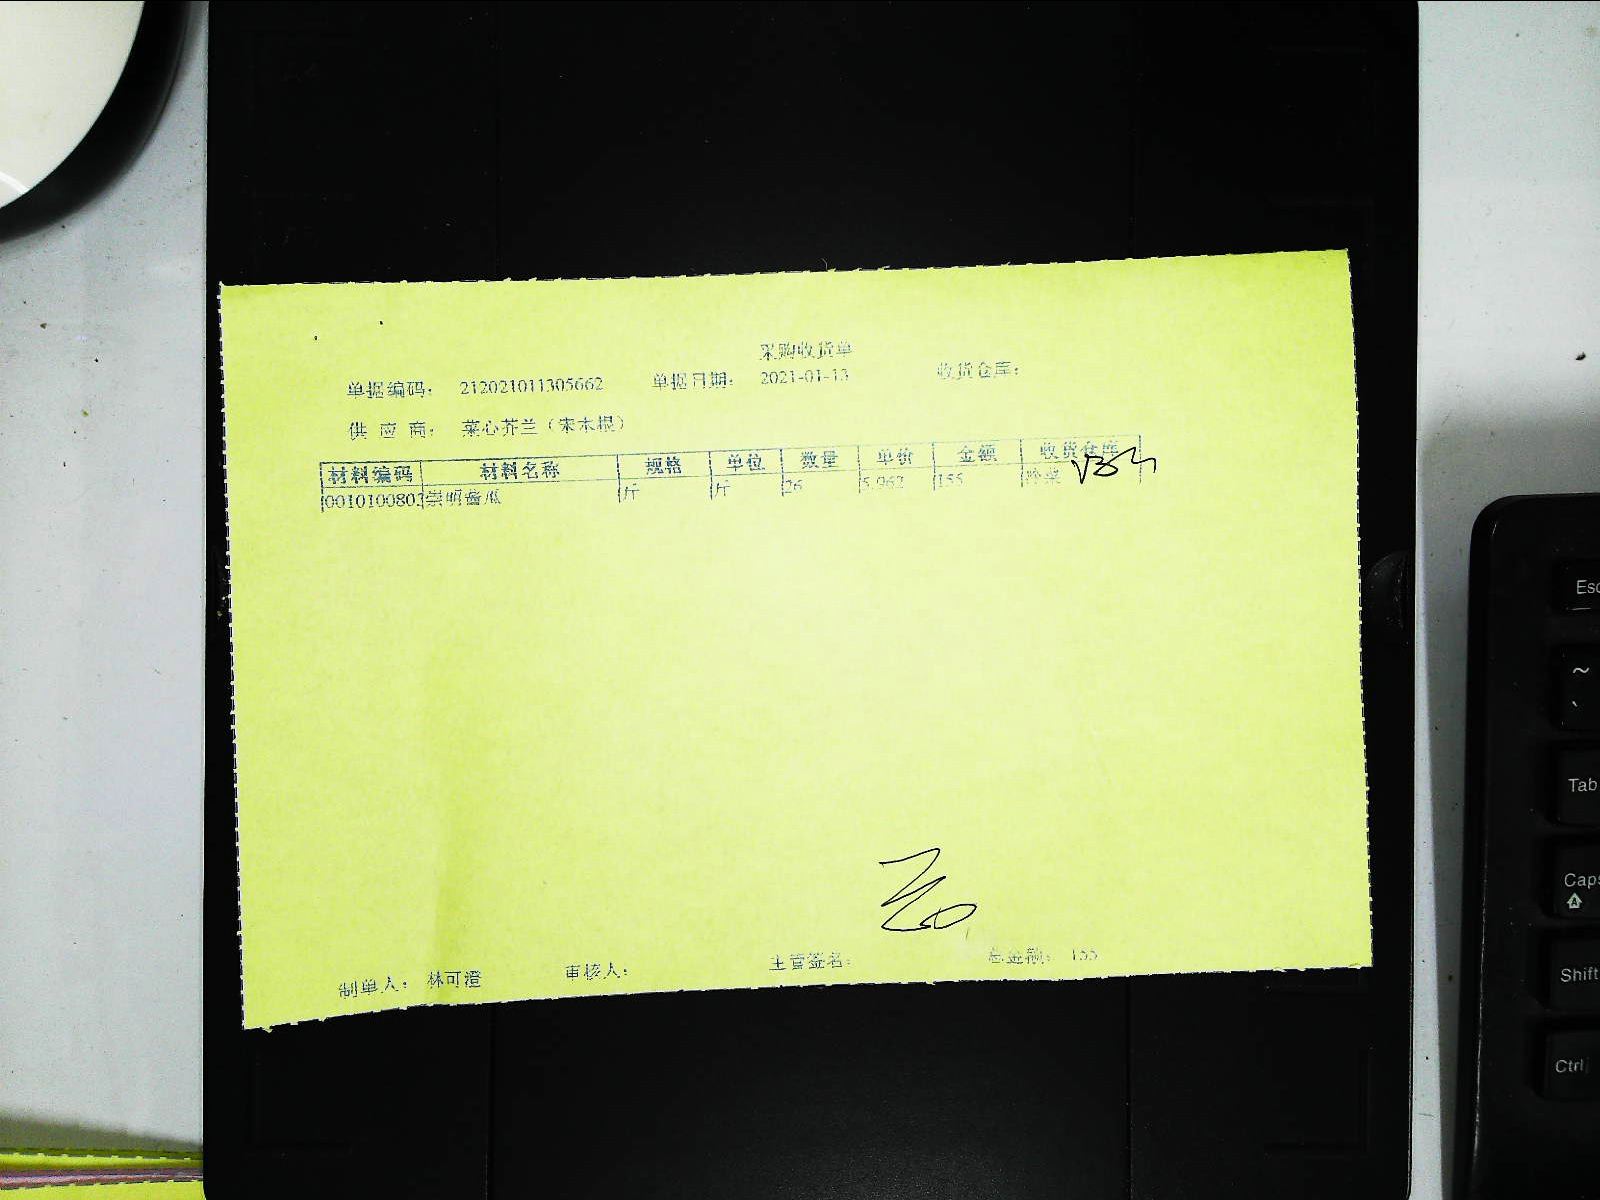 采购收货单
单据编码： 212021011305662 单据日期： 2021-01-13 收货仓库：
供 应 商： 菜心芥兰（宋木根）
材料编码 材料名称 规格 单位 数量 单价 金额 收货仓库
0010100803 崇明酱瓜 斤 斤 26 5.962 155 冷菜
制单人： 林可澄 审核人： 主管签名： 总金额： 155
Esc
~
Tab
Caps
Shift
Ctrl